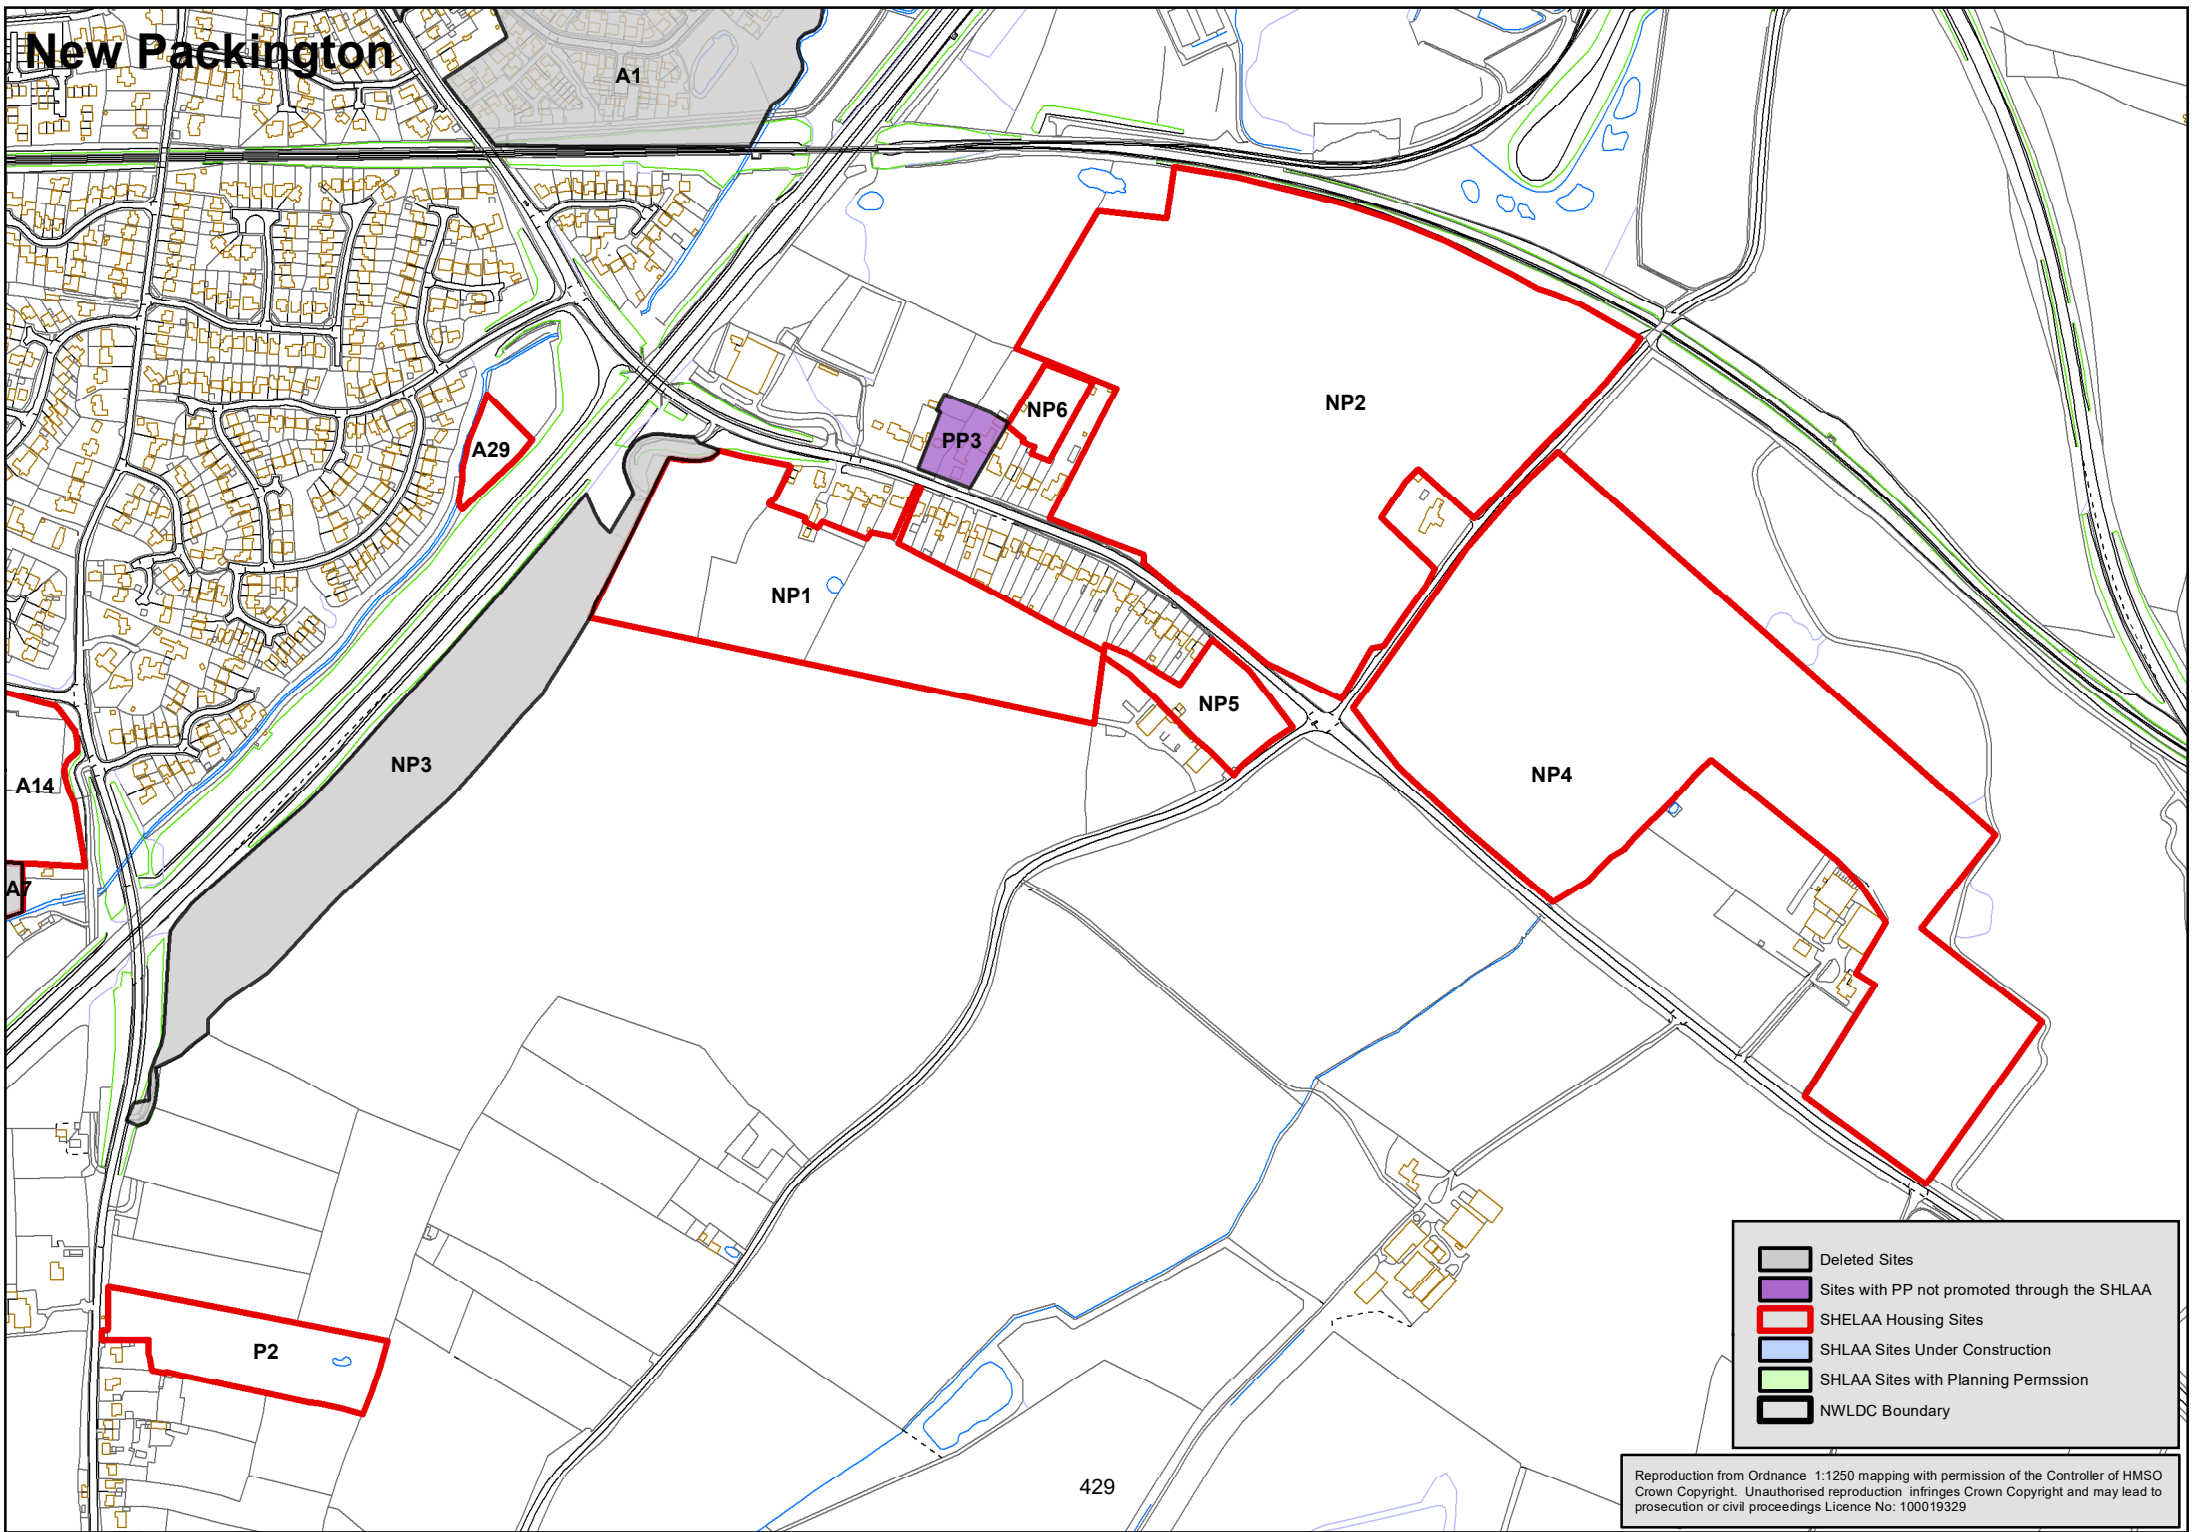 New Packington
A1
NP2
NP6
PP3
A29
NP1
NP5
NP3
NP4
A14
A7
P2
429
Deleted Sites
Sites with PP not promoted through the SHLAA
SHELAA Housing Sites
SHLAA Sites Under Construction
SHLAA Sites with Planning Permssion
NWLDC Boundary
Reproduction from Ordnance 1:1250 mapping with permission of the Controller of HMSO
Crown Copyright. Unauthorised reproduction infringes Crown Copyright and may lead to
prosecution or civil proceedings Licence No: 100019329